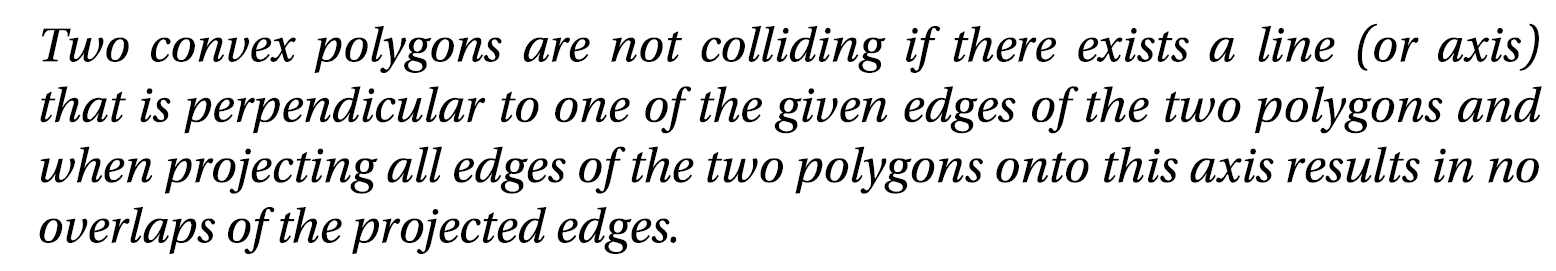 Two convex polygons are not colliding if there exists a line (or axis)
that is perpendicular to one of the given edges of the two polygons and
when projecting all edges of the two polygons onto this axis results in no
overlaps of the projected edges.